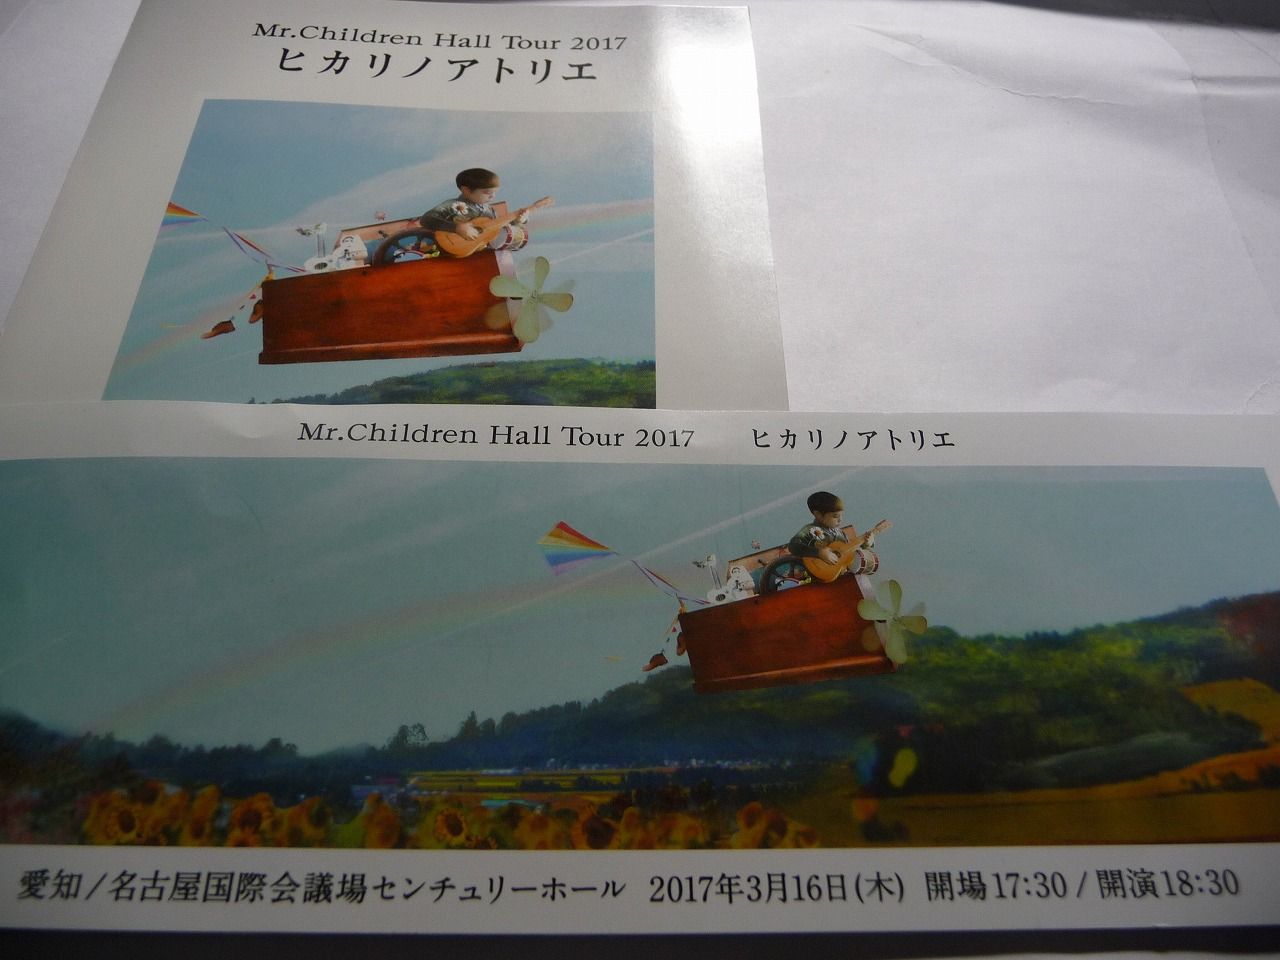 Mr.Children Hall Tour 2017
ヒカリノアトリエ
Mr.Children Hall Tour 2017 ヒカリノアトリエ
愛知/名古屋国際会議場センチュリーホール 2017年3月16日(木) 開場17:30/開演18:30